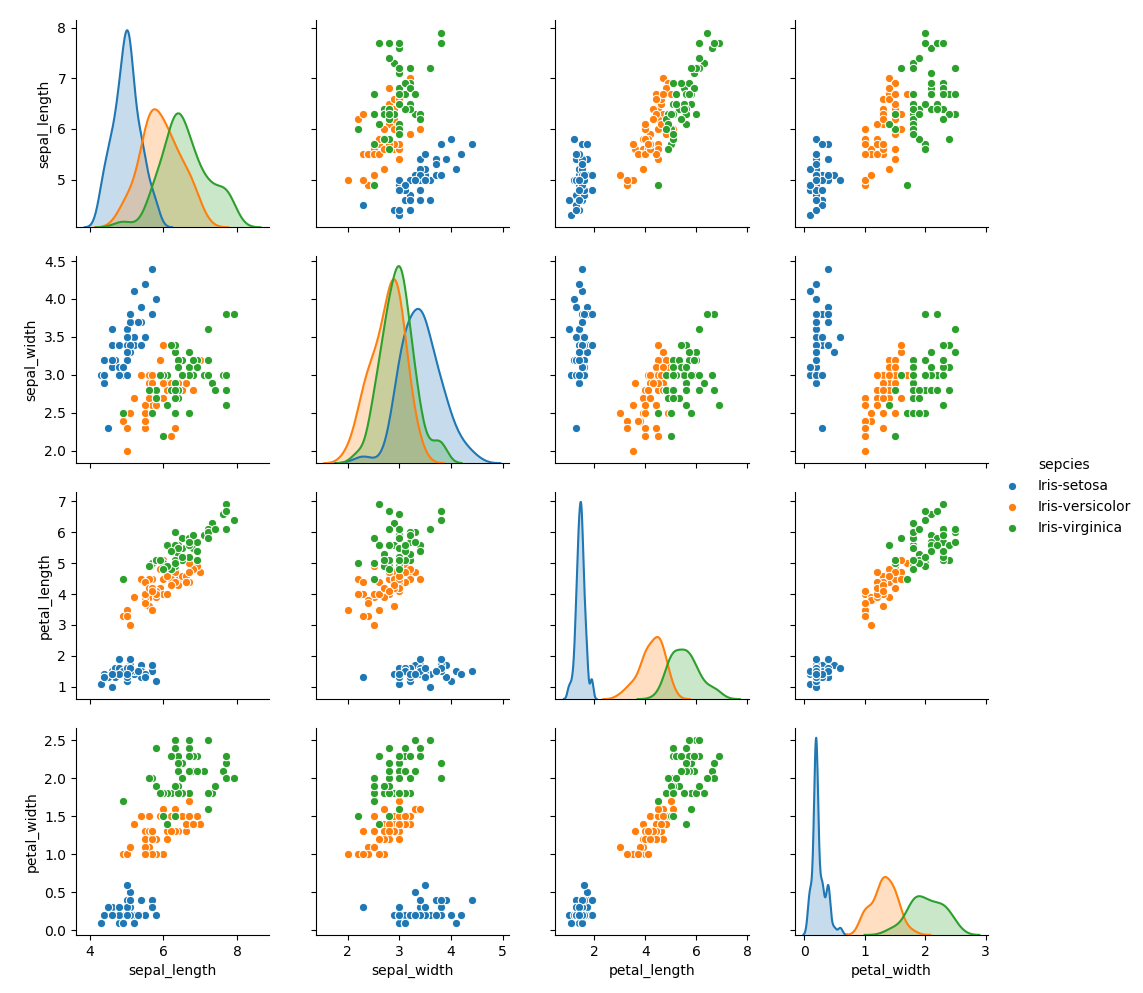 8
7
6
5
sepal_length
4.5
4.0
3.5
3.0
2.5
2.0
sepal_width
sepcies
Iris-setosa
Iris-versicolor
Iris-virginica
7
6
5
4
3
2
1
petal_length
2.5
2.0
1.5
1.0
0.5
0.0
petal_width
4 6 8
2 3 4 5
2 4 6 8
0 1 2 3
sepal_length
sepal_width
petal_length
petal_width